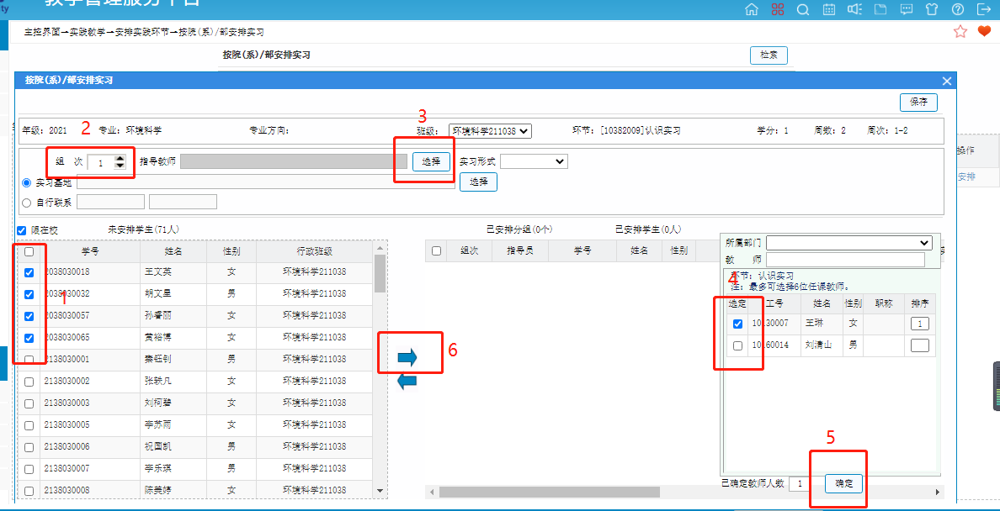 教学管理服务平台
ty
主控界面→实践教学→安排实践环节→按院(系)/部安排实习
按院(系)/部安排实习
检索
按院(系)/部安排实习
保存
年级: 2021 2 专业: 环境科学 专业方向: 3 班级: 环境科学211038 环节: [10382009]认识实习 学分: 1 周数: 2 周次: 1-2
操作
安排
组 次 1 指导教师 选择 实习形式
实习基地 选择
自行联系
限在校 未安排学生(71人) 已安排分组(0个) 已安排学生(0人)
学号 姓名 性别 行政班级
2038030018 王文英 女 环境科学211038
2038030032 胡文星 男 环境科学211038
1
2038030057 孙睿丽 女 环境科学211038
2038030065 黄裕博 女 环境科学211038
2138030001 秦钰钊 男 环境科学211038
2138030002 张轶凡 女 环境科学211038
2138030003 刘柯碧 女 环境科学211038
2138030005 李苏雨 女 环境科学211038
2138030006 祝国凯 男 环境科学211038
2138030007 李乐琪 男 环境科学211038
2138030008 陈美婷 女 环境科学211038
6
组次 指导员 学号 姓名 性别
所属部门
教 师
环节: 认识实习
4
注: 最多可选择6位任课教师。
选定 工号 姓名 性别 职称 排序
10130007 王琳 女 1
10160014 刘清山 男
5
已确定教师人数 1 确定